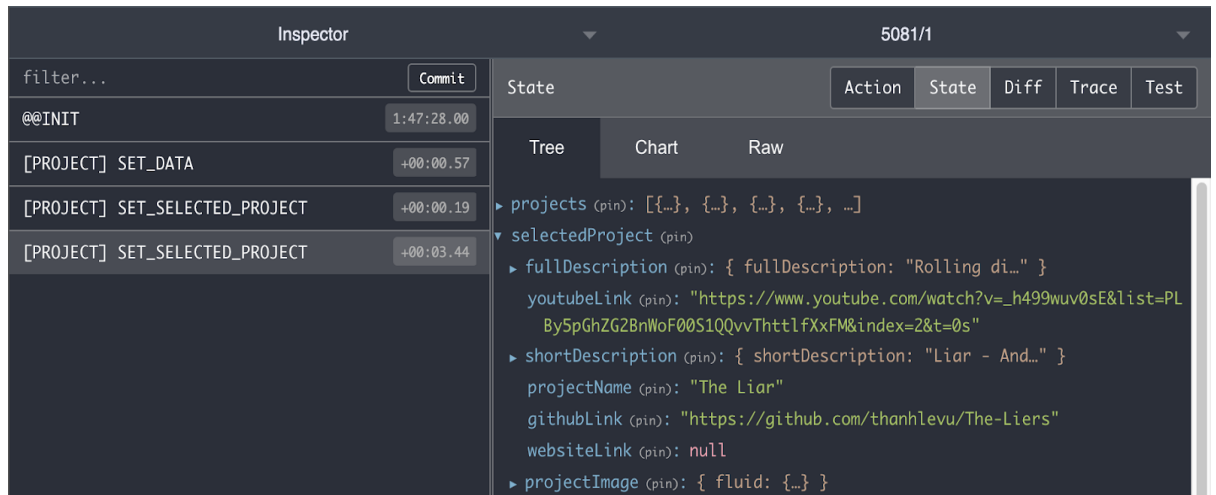 Inspector
5081/1
filter...
Commit
@@INIT
1:47:28.00
[PROJECT] SET_DATA
+00:00.57
[PROJECT] SET_SELECTED_PROJECT
+00:00.19
[PROJECT] SET_SELECTED_PROJECT
+00:03.44
State
Action State Diff Trace Test
Tree Chart Raw
projects (pin): [{…}, {…}, {…}, {…}, …]
selectedProject (pin)
fullDescription (pin): { fullDescription: "Rolling di…" }
youtubeLink (pin): "https://www.youtube.com/watch?v=_h499wuv0sE&list=PL
By5pGhZG2BnWoF00S1QQvvThttlfXxFM&index=2&t=0s"
shortDescription (pin): { shortDescription: "Liar - And…" }
projectName (pin): "The Liar"
githubLink (pin): "https://github.com/thanhlevu/The-Liers"
websiteLink (pin): null
projectImage (pin): { fluid: {…} }